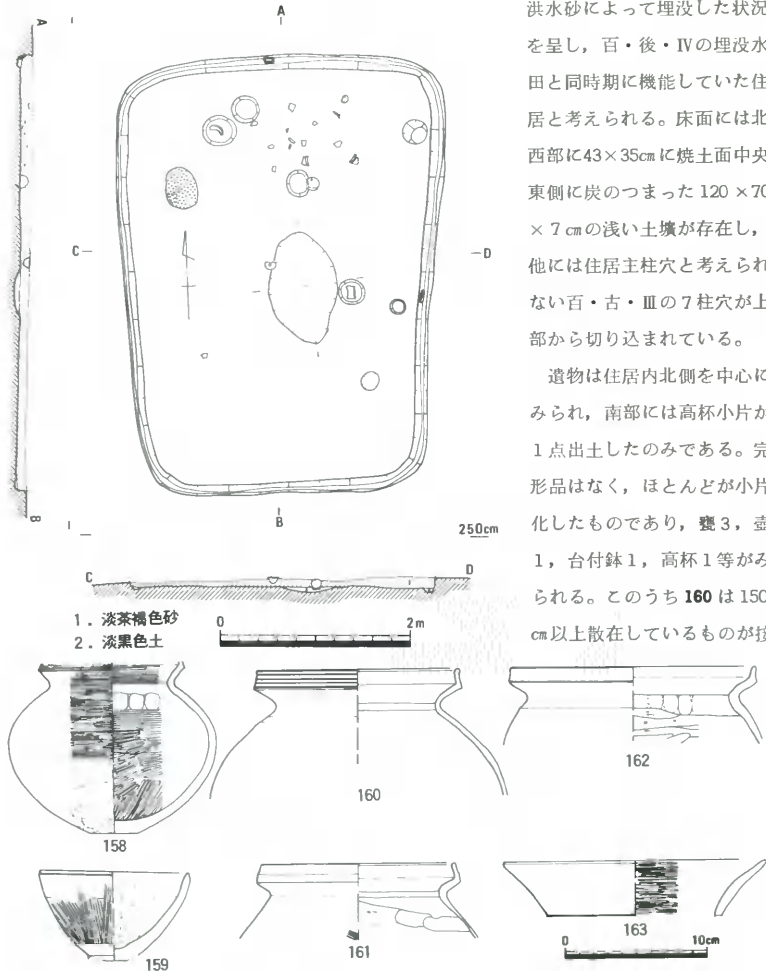 洪水砂によって埋没した状況
を呈し，百・後・Ⅳの埋没水
田と同時期に機能していた住
居と考えられる。床面には北
西部に43×35cmに焼土面中央
東側に炭のつまった120×70
×7cmの浅い土壙が存在し，
他には住居主柱穴と考えられ
ない百・古・Ⅲの7柱穴が上
部から切り込まれている。
遺物は住居内北側を中心に
みられ，南部には高杯小片が
1点出土したのみである。完
形品はなく，ほとんどが小片
化したものであり，甕3，壺
1，台付鉢1，高杯1等がみ
られる。このうち160は150
cm以上散在しているものが接
A
A
C
D
B
B
250cm
C
D
1．淡茶褐色砂
2．淡黒色土
0
2m
158
160
162
159
161
163
0
10cm